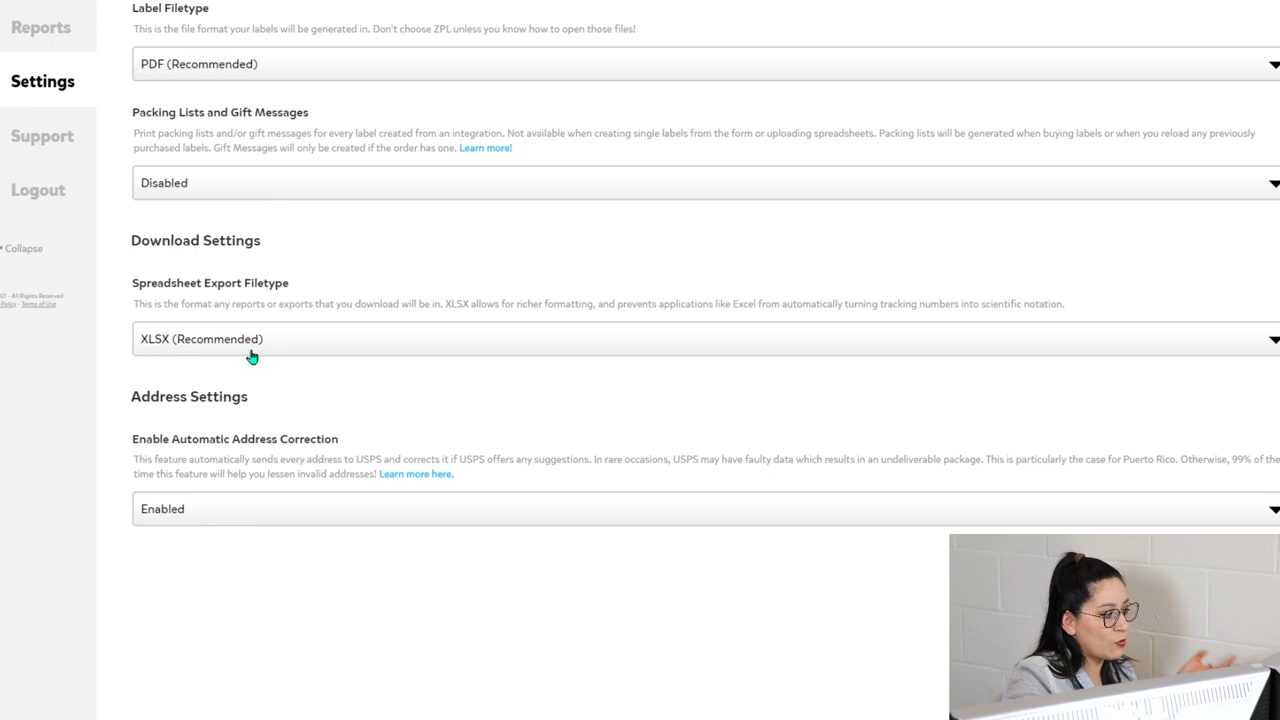 Reports
Settings
Support
Logout
Collapse
21 - All Rights Reserved
Policy - Terms of Use
Label Filetype
This is the file format your labels will be generated in. Don't choose ZPL unless you know how to open those files!
PDF (Recommended)
Packing Lists and Gift Messages
Print packing lists and/or gift messages for every label created from an integration. Not available when creating single labels from the form or uploading spreadsheets. Packing lists will be generated when buying labels or when you reload any previously
purchased labels. Gift Messages will only be created if the order has one. Learn more!
Disabled
Download Settings
Spreadsheet Export Filetype
This is the format any reports or exports that you download will be in. XLSX allows for richer formatting, and prevents applications like Excel from automatically turning tracking numbers into scientific notation.
XLSX (Recommended)
Address Settings
Enable Automatic Address Correction
This feature automatically sends every address to USPS and corrects it if USPS offers any suggestions. In rare occasions, USPS may have faulty data which results in an undeliverable package. This is particularly the case for Puerto Rico. Otherwise, 99% of the
time this feature will help you lessen invalid addresses! Learn more here.
Enabled